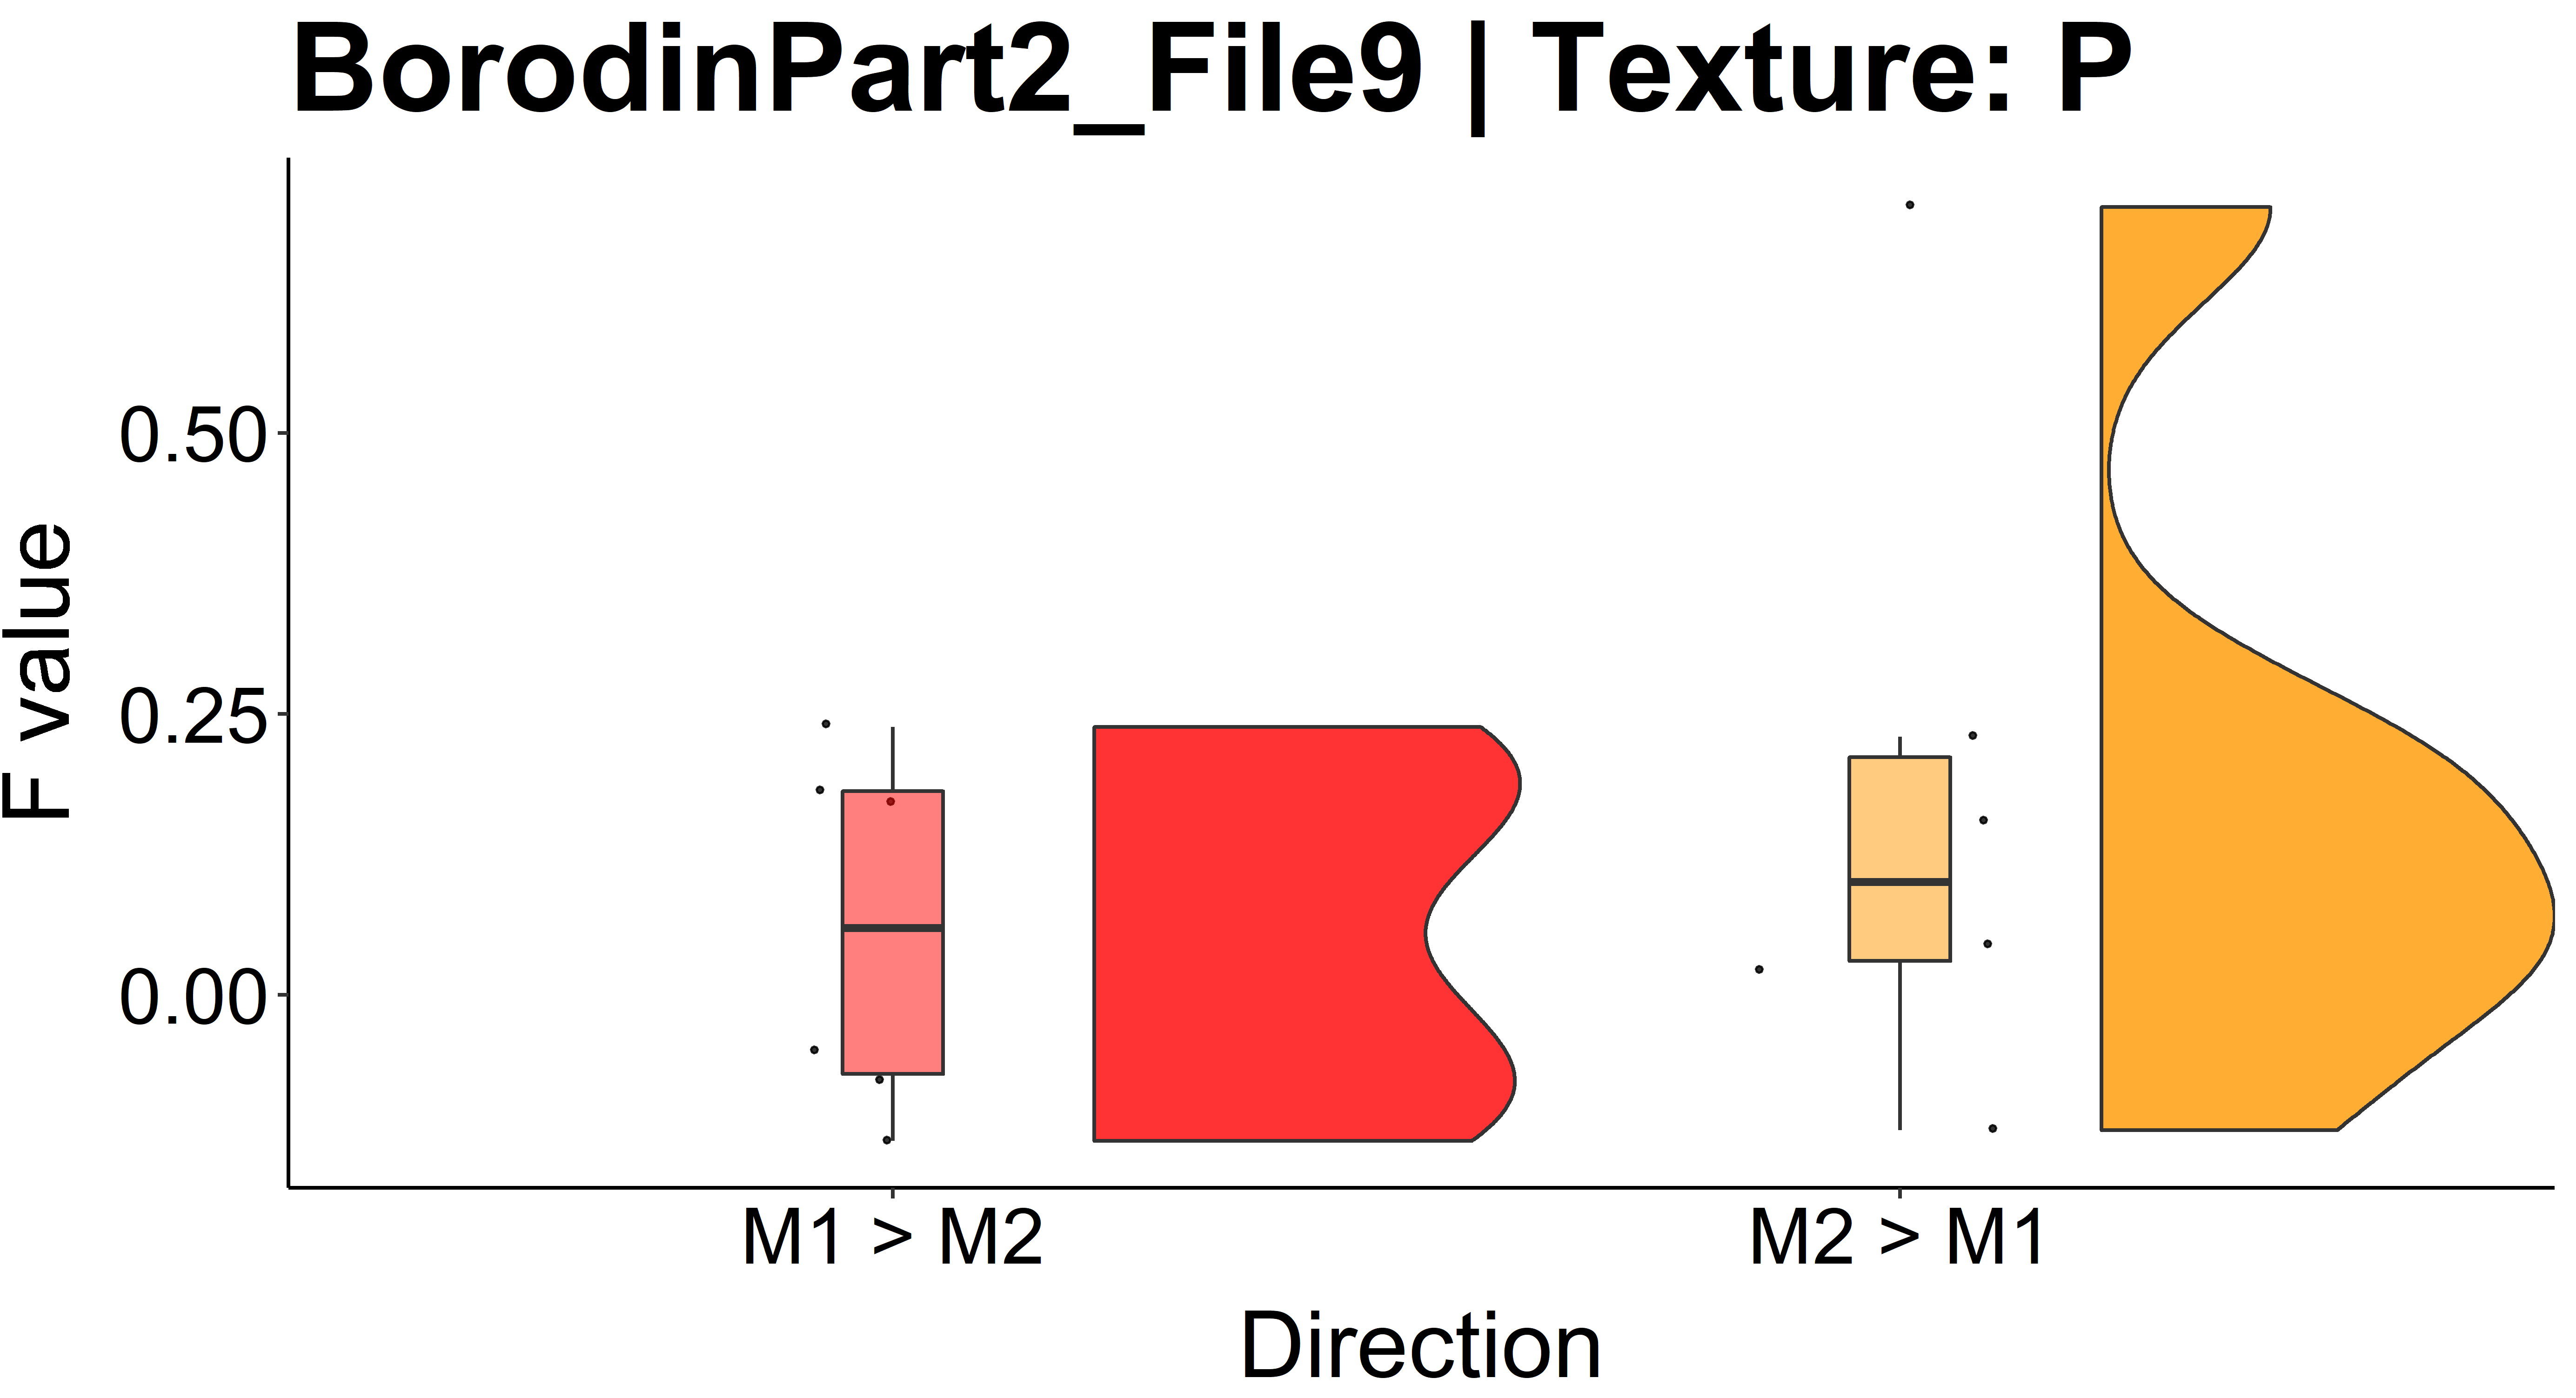 BorodinPart2_File9 | Texture: P
F value
0.50
0.25
0.00
M1 > M2
M2 > M1
Direction